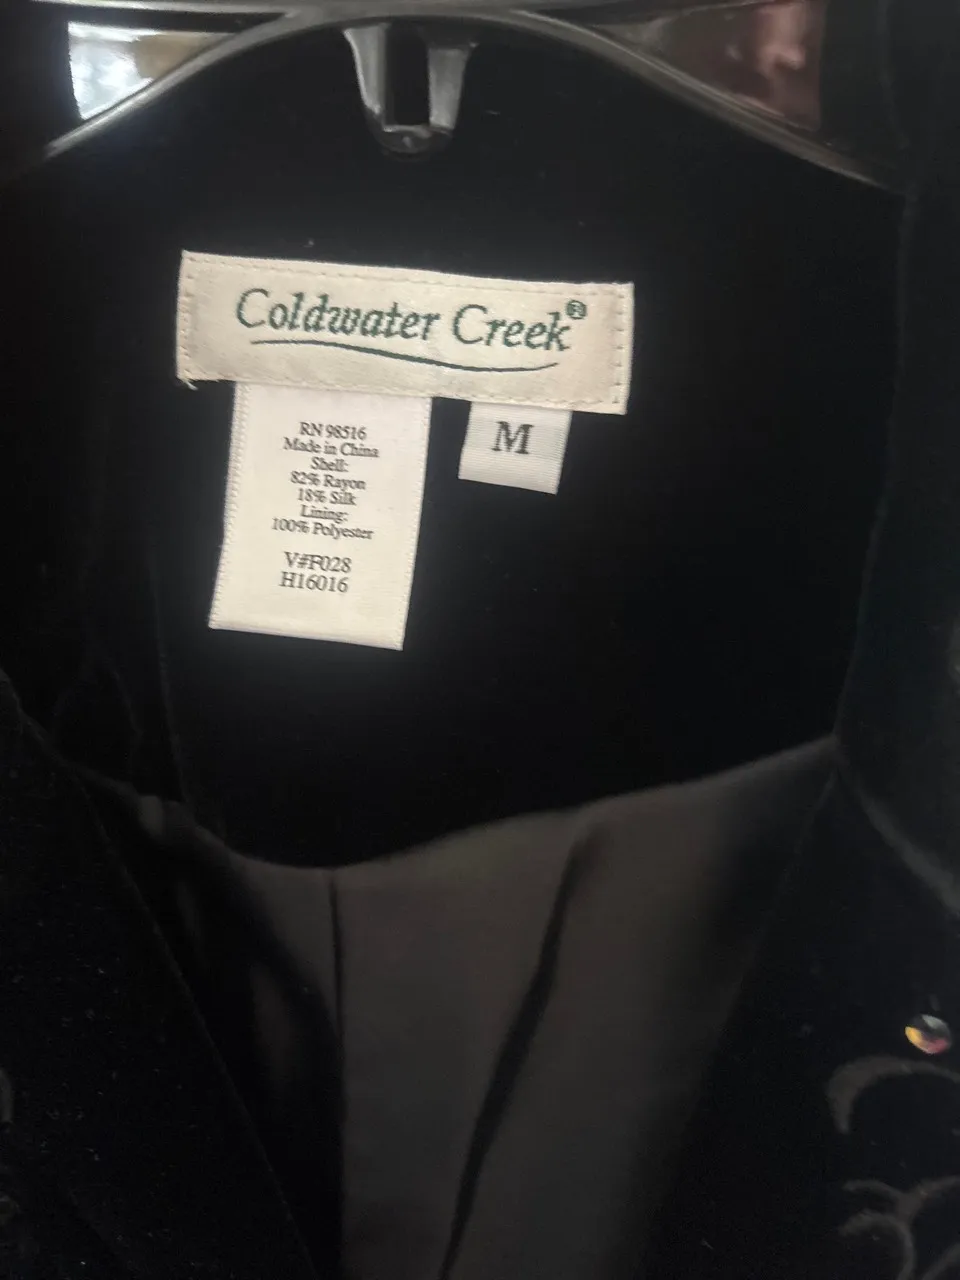 Coldwater Creek®
M
RN 98516
Made in China
Shell:
82% Rayon
18% Silk
Lining:
100% Polyester
V#F028
H16016